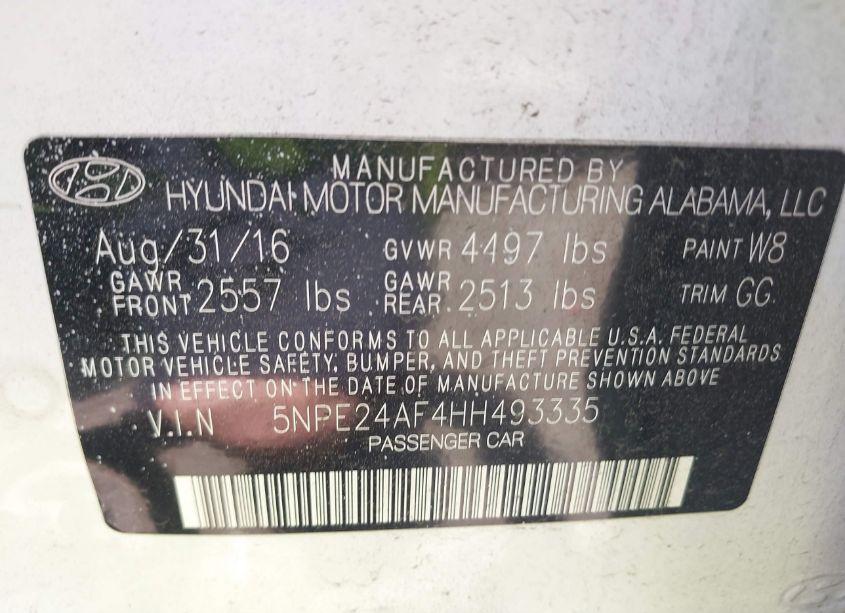 MANUFACTURED BY
HYUNDAI MOTOR MANUFACTURING ALABAMA, LLC
Aug/31/16 GVWR 4497 lbs PAINT W8
GAWR FRONT 2557 lbs GAWR REAR 2513 lbs TRIM GG
THIS VEHICLE CONFORMS TO ALL APPLICABLE U.S.A. FEDERAL
MOTOR VEHICLE SAFETY, BUMPER, AND THEFT PREVENTION STANDARDS
IN EFFECT ON THE DATE OF MANUFACTURE SHOWN ABOVE
V.I.N 5NPE24AF4HH493335
PASSENGER CAR